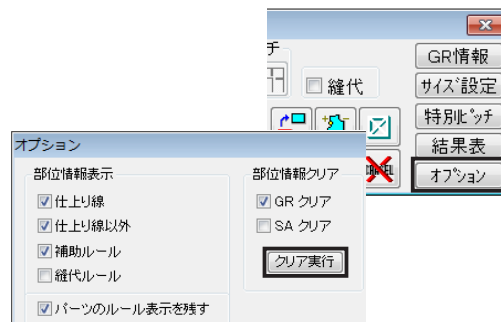 チ
GR情報
縫代
サイズ設定
特別ピッチ
結果表
オプション
オプション
部位情報表示
部位情報クリア
仕上り線
GR クリア
仕上り線以外
SA クリア
補助ルール
クリア実行
縫代ルール
パーツのルール表示を残す